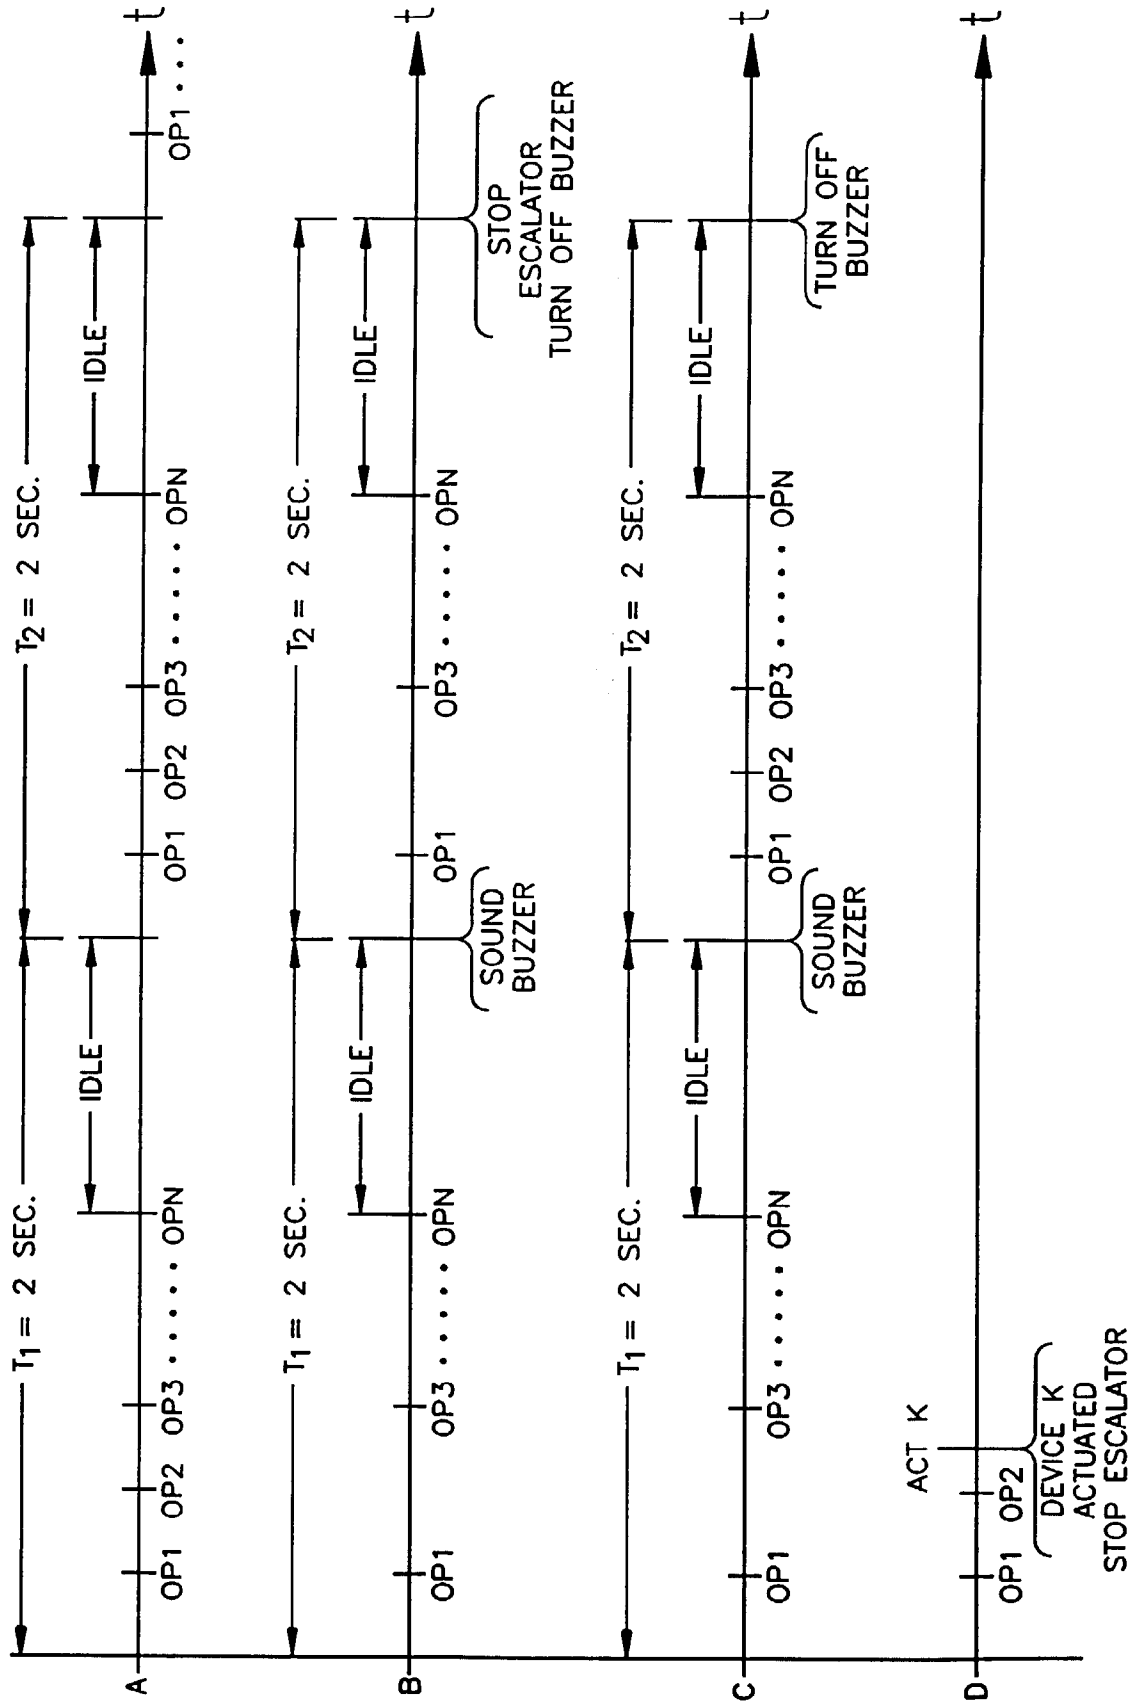 T1 = 2 SEC. T2 = 2 SEC.
IDLE IDLE
A t
OP1 OP2 OP3 ······ OPN OP1 OP2 OP3 ······ OPN OP1 ···
T1 = 2 SEC. T2 = 2 SEC.
IDLE IDLE
B t
OP1 OP3 ······ OPN OP1 OP3 ······ OPN
SOUND
BUZZER
STOP
ESCALATOR
TURN OFF BUZZER
T1 = 2 SEC. T2 = 2 SEC.
IDLE IDLE
C t
OP1 OP3 ······ OPN OP1 OP2 OP3 ······ OPN
SOUND
BUZZER
TURN OFF
BUZZER
ACT K
D t
OP1 OP2
DEVICE K
ACTUATED
STOP ESCALATOR